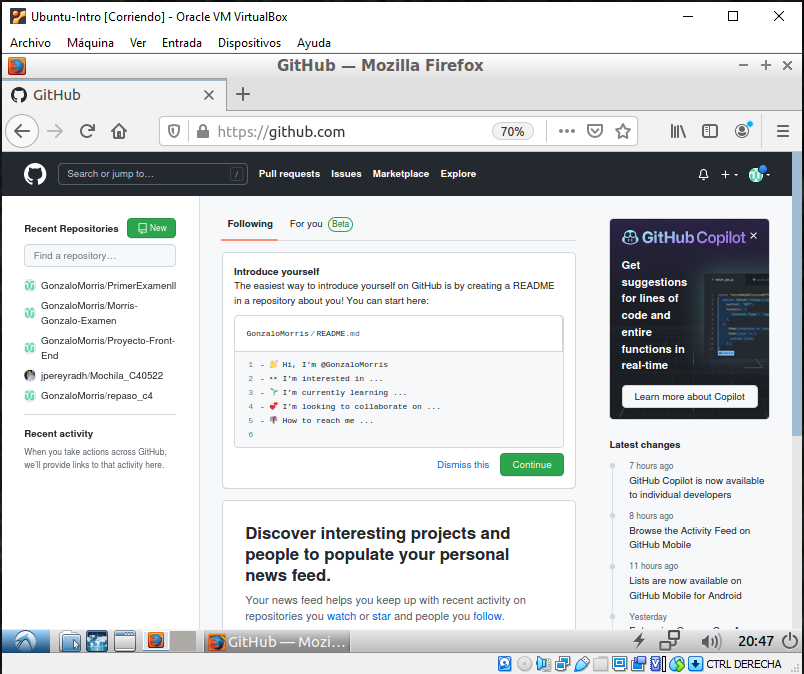 Ubuntu-Intro [Corriendo] - Oracle VM VirtualBox
Archivo Máquina Ver Entrada Dispositivos Ayuda
GitHub — Mozilla Firefox
GitHub
https://github.com 70%
Search or jump to… / Pull requests Issues Marketplace Explore
Recent Repositories New
Find a repository…
GonzaloMorris/PrimerExamenII
GonzaloMorris/Morris-
Gonzalo-Examen
GonzaloMorris/Proyecto-Front-
End
jpereyradh/Mochila_C40522
GonzaloMorris/repaso_c4
Recent activity
When you take actions across GitHub,
we'll provide links to that activity here.
Following For you Beta
Introduce yourself
The easiest way to introduce yourself on GitHub is by creating a README
in a repository about you! You can start here:
GonzaloMorris/README.md
1 - 👋 Hi, I'm @GonzaloMorris
2 - 👀 I'm interested in ...
3 - 🌱 I'm currently learning ...
4 - 💞️ I'm looking to collaborate on ...
5 - 📫 How to reach me ...
6
Dismiss this Continue
Discover interesting projects and
people to populate your personal
news feed.
Your news feed helps you keep up with recent activity on
repositories you watch or star and people you follow.
GitHub Copilot
Get
suggestions
for lines of
code and
entire
functions in
real-time
Learn more about Copilot
Latest changes
7 hours ago
GitHub Copilot is now available
to individual developers
8 hours ago
Browse the Activity Feed on
GitHub Mobile
11 hours ago
Lists are now available on
GitHub Mobile for Android
Yesterday
GitHub — Mozi... 20:47
CTRL DERECHA